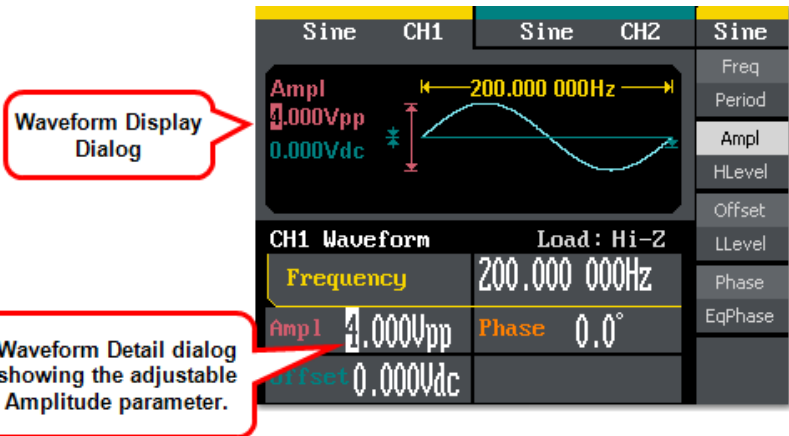 Sine CH1 Sine CH2 Sine
Freq
Period
Ampl
HLevel
Offset
LLevel
Phase
EqPhase
Waveform Display
Dialog
Ampl
200.000 000Hz
4.000Vpp
0.000Vdc
CH1 Waveform Load: Hi-Z
Frequency 200.000 000Hz
Ampl 4.000Vpp Phase 0.0°
Offset 0.000Vdc
Waveform Detail dialog
showing the adjustable
Amplitude parameter.